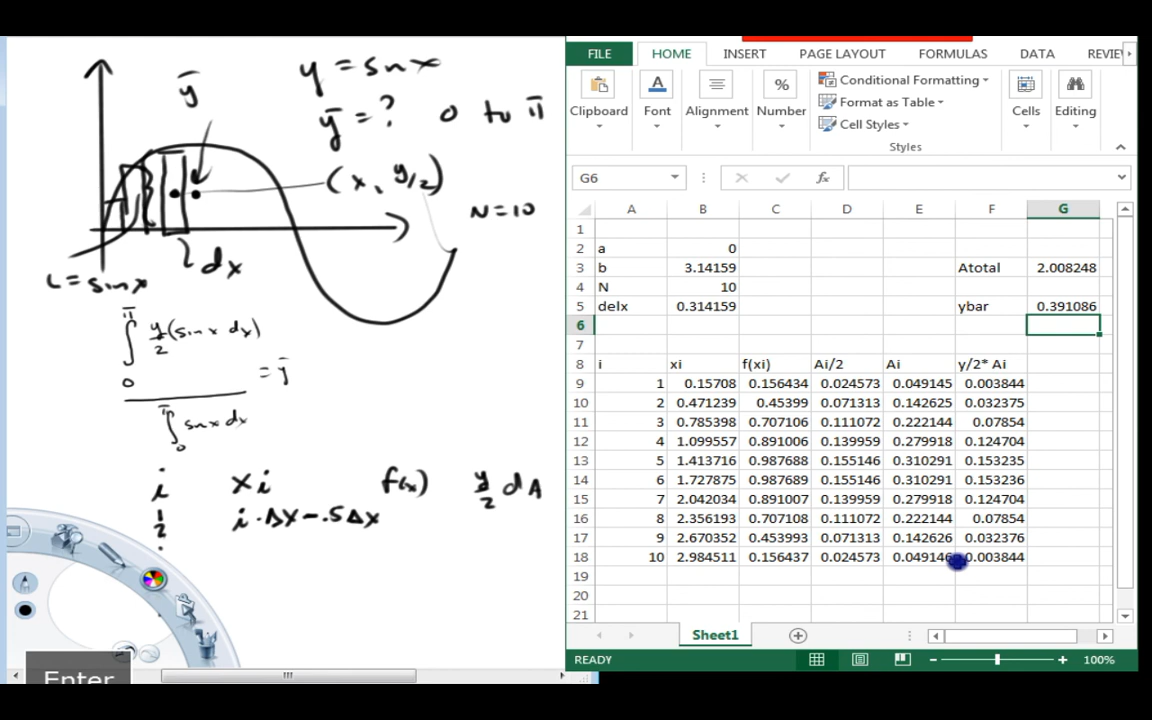 y = sinx
ȳ
ȳ = ? 0 to π
(x, y/2)
N=10
dx
L = sinx
π
∫ y/2 (sin x dx)
0
= ȳ
π
∫ sinx dx
0
i xi f(x) y/2 dA
1 i·Δx-.5Δx
2
Enter
FILE HOME INSERT PAGE LAYOUT FORMULAS DATA REVIE
Conditional Formatting
Format as Table
Cell Styles
Clipboard Font Alignment Number Cells Editing
%
Styles
G6 fx
A B C D E F G
1
2 a 0
3 b 3.14159 Atotal 2.008248
4 N 10
5 delx 0.314159 ybar 0.391086
6
7
8 i xi f(xi) Ai/2 Ai y/2* Ai
9 1 0.15708 0.156434 0.024573 0.049145 0.003844
10 2 0.471239 0.45399 0.071313 0.142625 0.032375
11 3 0.785398 0.707106 0.111072 0.222144 0.07854
12 4 1.099557 0.891006 0.139959 0.279918 0.124704
13 5 1.413716 0.987688 0.155146 0.310291 0.153235
14 6 1.727875 0.987688 0.155146 0.310291 0.153236
15 7 2.042034 0.891007 0.139959 0.279918 0.124704
16 8 2.356193 0.707108 0.111072 0.222144 0.07854
17 9 2.670352 0.453993 0.071313 0.142626 0.032376
18 10 2.984511 0.156437 0.024573 0.049146 0.003844
19
20
21
Sheet1
READY 100%